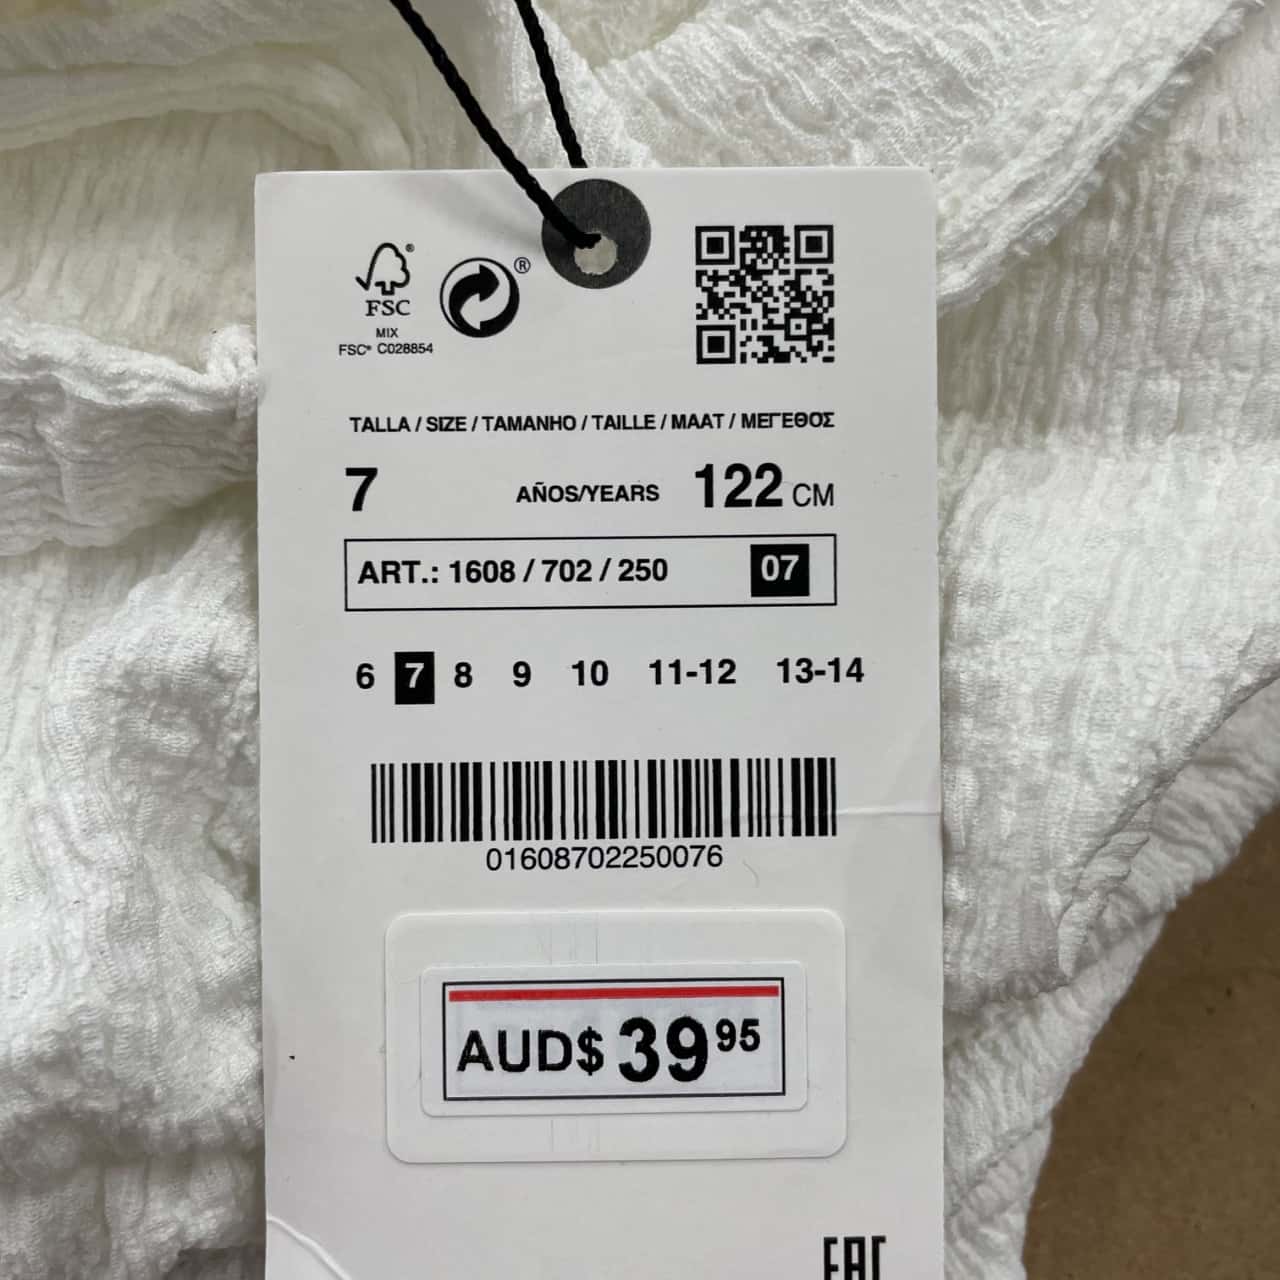 FSC ®
®
MIX
FSC® C028854
TALLA / SIZE / TAMANHO / TAILLE / MAAT / ΜΕΓΕΘΟΣ
7 AÑOS/YEARS 122 CM
ART.: 1608 / 702 / 250 07
6 7 8 9 10 11-12 13-14
01608702250076
AUD$ 39 95
EAC